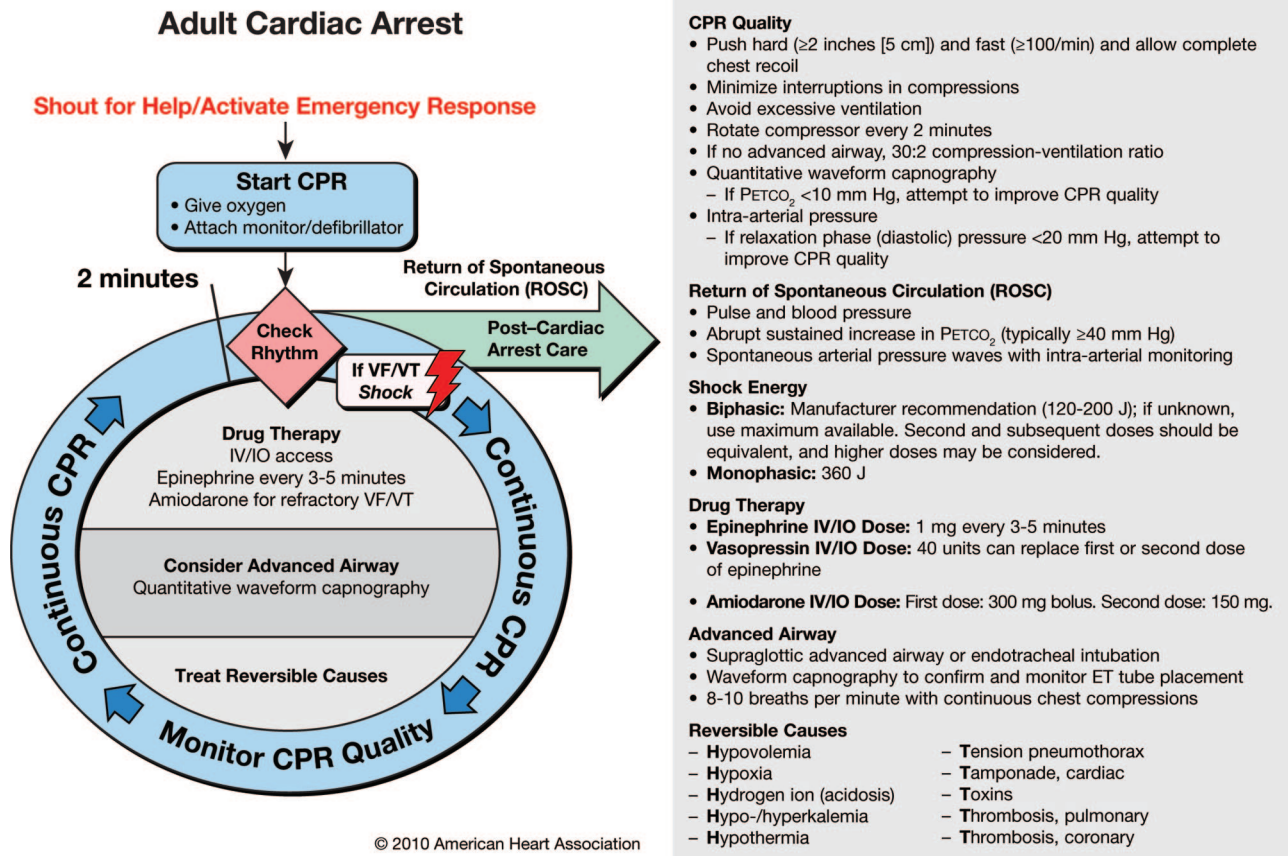 Adult Cardiac Arrest
Shout for Help/Activate Emergency Response
Start CPR
• Give oxygen
• Attach monitor/defibrillator
2 minutes
Return of Spontaneous
Circulation (ROSC)
Check
Rhythm
Post–Cardiac
Arrest Care
If VF/VT
Shock
Drug Therapy
IV/IO access
Epinephrine every 3-5 minutes
Amiodarone for refractory VF/VT
Consider Advanced Airway
Quantitative waveform capnography
Treat Reversible Causes
Continuous CPR
Continuous CPR
Monitor CPR Quality
© 2010 American Heart Association
CPR Quality
• Push hard (≥2 inches [5 cm]) and fast (≥100/min) and allow complete
chest recoil
• Minimize interruptions in compressions
• Avoid excessive ventilation
• Rotate compressor every 2 minutes
• If no advanced airway, 30:2 compression-ventilation ratio
• Quantitative waveform capnography
– If PETCO₂ <10 mm Hg, attempt to improve CPR quality
• Intra-arterial pressure
– If relaxation phase (diastolic) pressure <20 mm Hg, attempt to
improve CPR quality
Return of Spontaneous Circulation (ROSC)
• Pulse and blood pressure
• Abrupt sustained increase in PETCO₂ (typically ≥40 mm Hg)
• Spontaneous arterial pressure waves with intra-arterial monitoring
Shock Energy
• Biphasic: Manufacturer recommendation (120-200 J); if unknown,
use maximum available. Second and subsequent doses should be
equivalent, and higher doses may be considered.
• Monophasic: 360 J
Drug Therapy
• Epinephrine IV/IO Dose: 1 mg every 3-5 minutes
• Vasopressin IV/IO Dose: 40 units can replace first or second dose
of epinephrine
• Amiodarone IV/IO Dose: First dose: 300 mg bolus. Second dose: 150 mg.
Advanced Airway
• Supraglottic advanced airway or endotracheal intubation
• Waveform capnography to confirm and monitor ET tube placement
• 8-10 breaths per minute with continuous chest compressions
Reversible Causes
– Hypovolemia
– Hypoxia
– Hydrogen ion (acidosis)
– Hypo-/hyperkalemia
– Hypothermia
– Tension pneumothorax
– Tamponade, cardiac
– Toxins
– Thrombosis, pulmonary
– Thrombosis, coronary